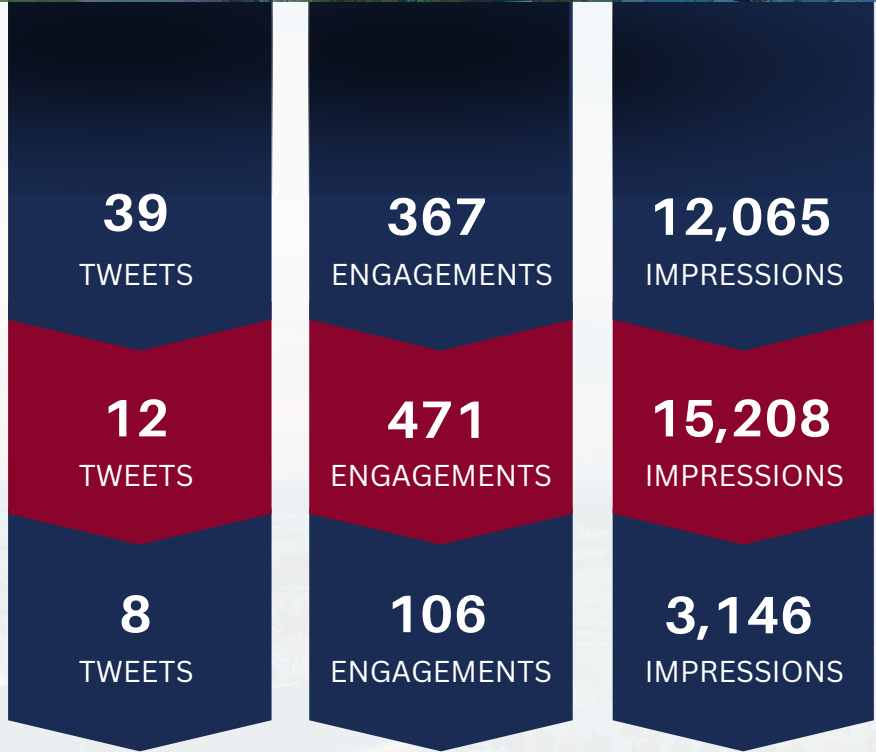 39
TWEETS
367
ENGAGEMENTS
12,065
IMPRESSIONS
12
TWEETS
471
ENGAGEMENTS
15,208
IMPRESSIONS
8
TWEETS
106
ENGAGEMENTS
3,146
IMPRESSIONS